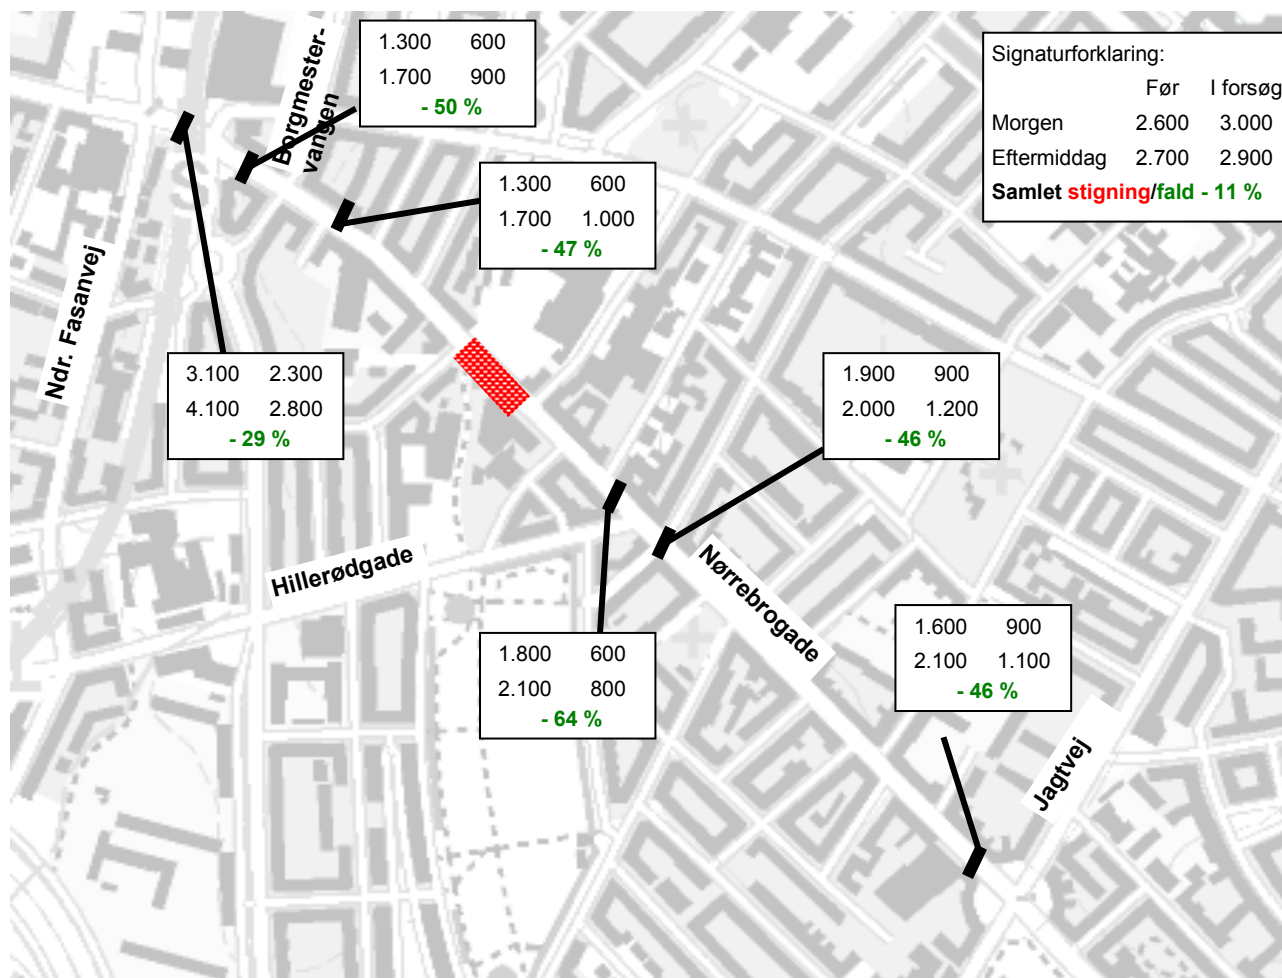 Borgmester-
vangen
1.300 600
1.700 900
- 50 %
Signaturforklaring:
Før I forsøg
Morgen 2.600 3.000
Eftermiddag 2.700 2.900
Samlet stigning/fald - 11 %
1.300 600
1.700 1.000
- 47 %
Ndr. Fasanvej
3.100 2.300
4.100 2.800
- 29 %
1.900 900
2.000 1.200
- 46 %
Hillerødgade
Nørrebrogade
1.800 600
2.100 800
- 64 %
1.600 900
2.100 1.100
- 46 %
Jagtvej